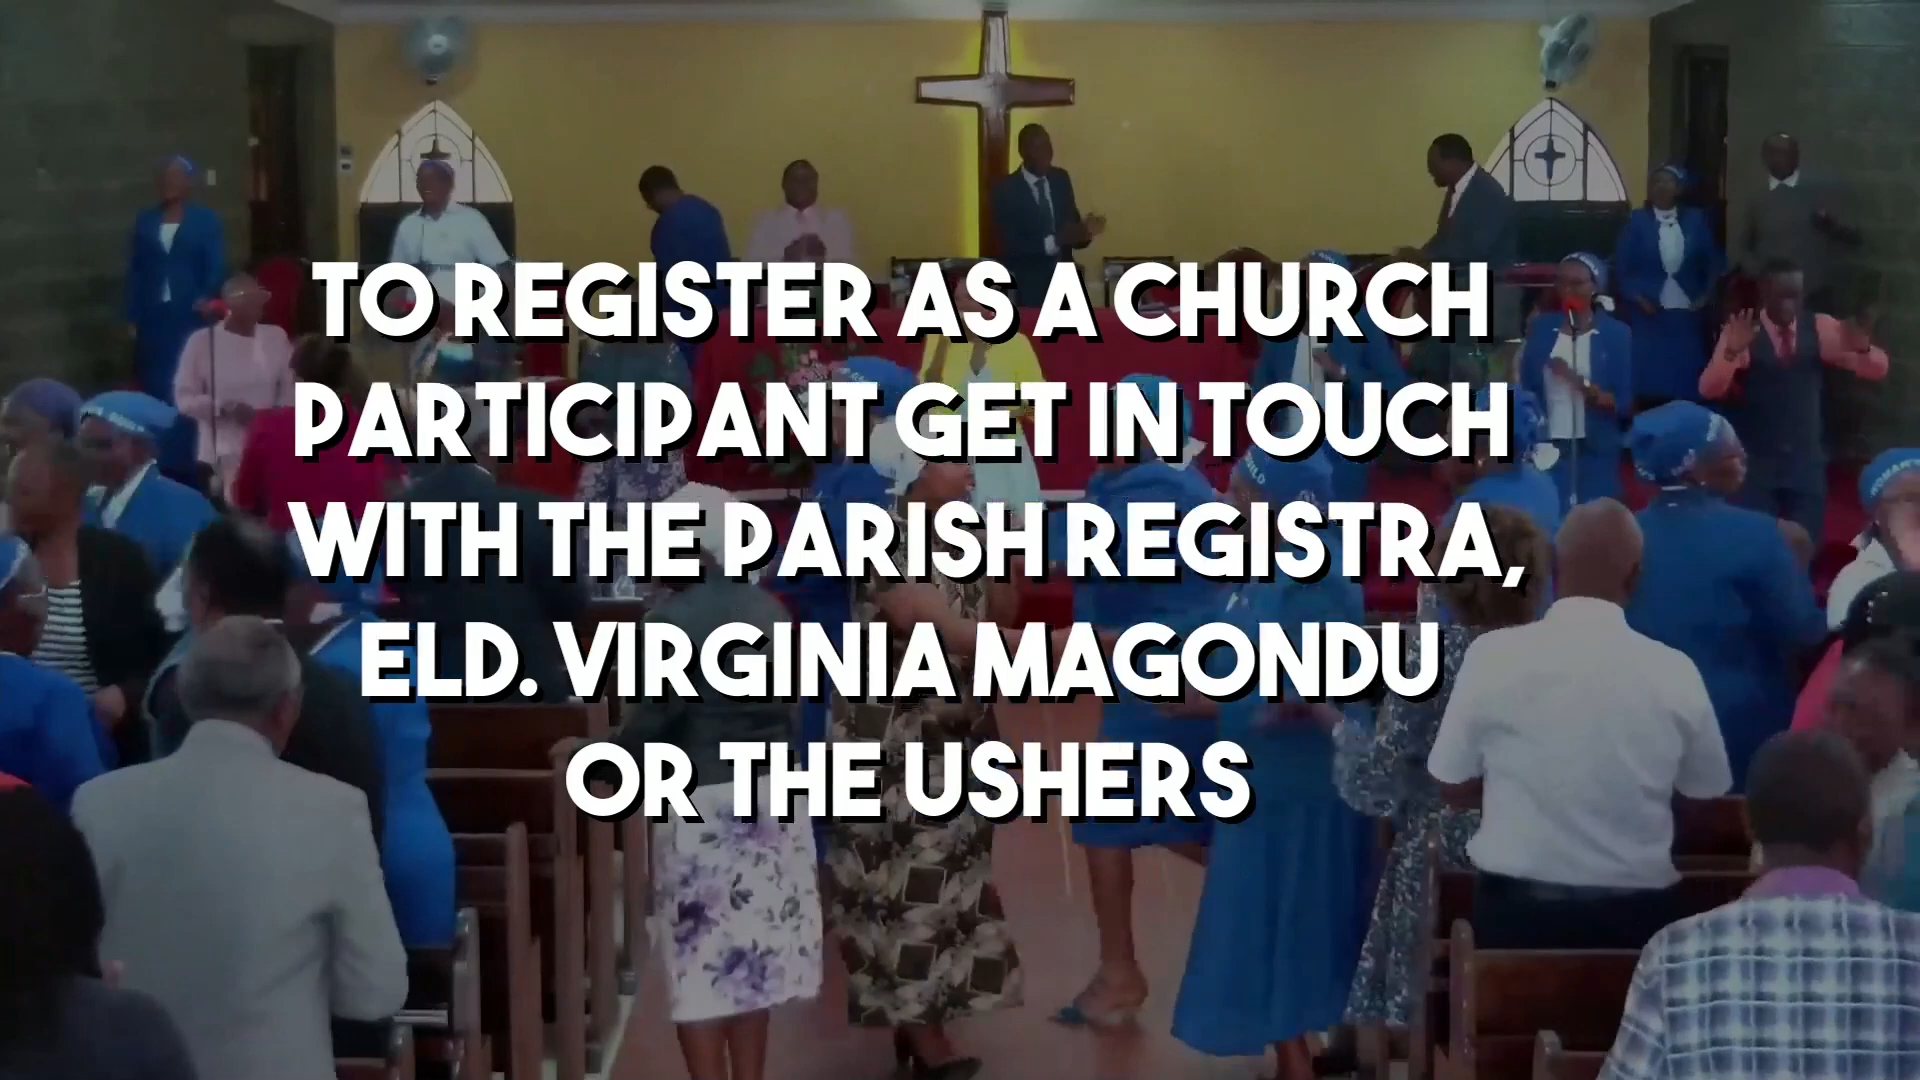 TO REGISTER AS A CHURCH
PARTICIPANT GET IN TOUCH
WITH THE PARISH REGISTRA,
ELD. VIRGINIA MAGONDU
OR THE USHERS